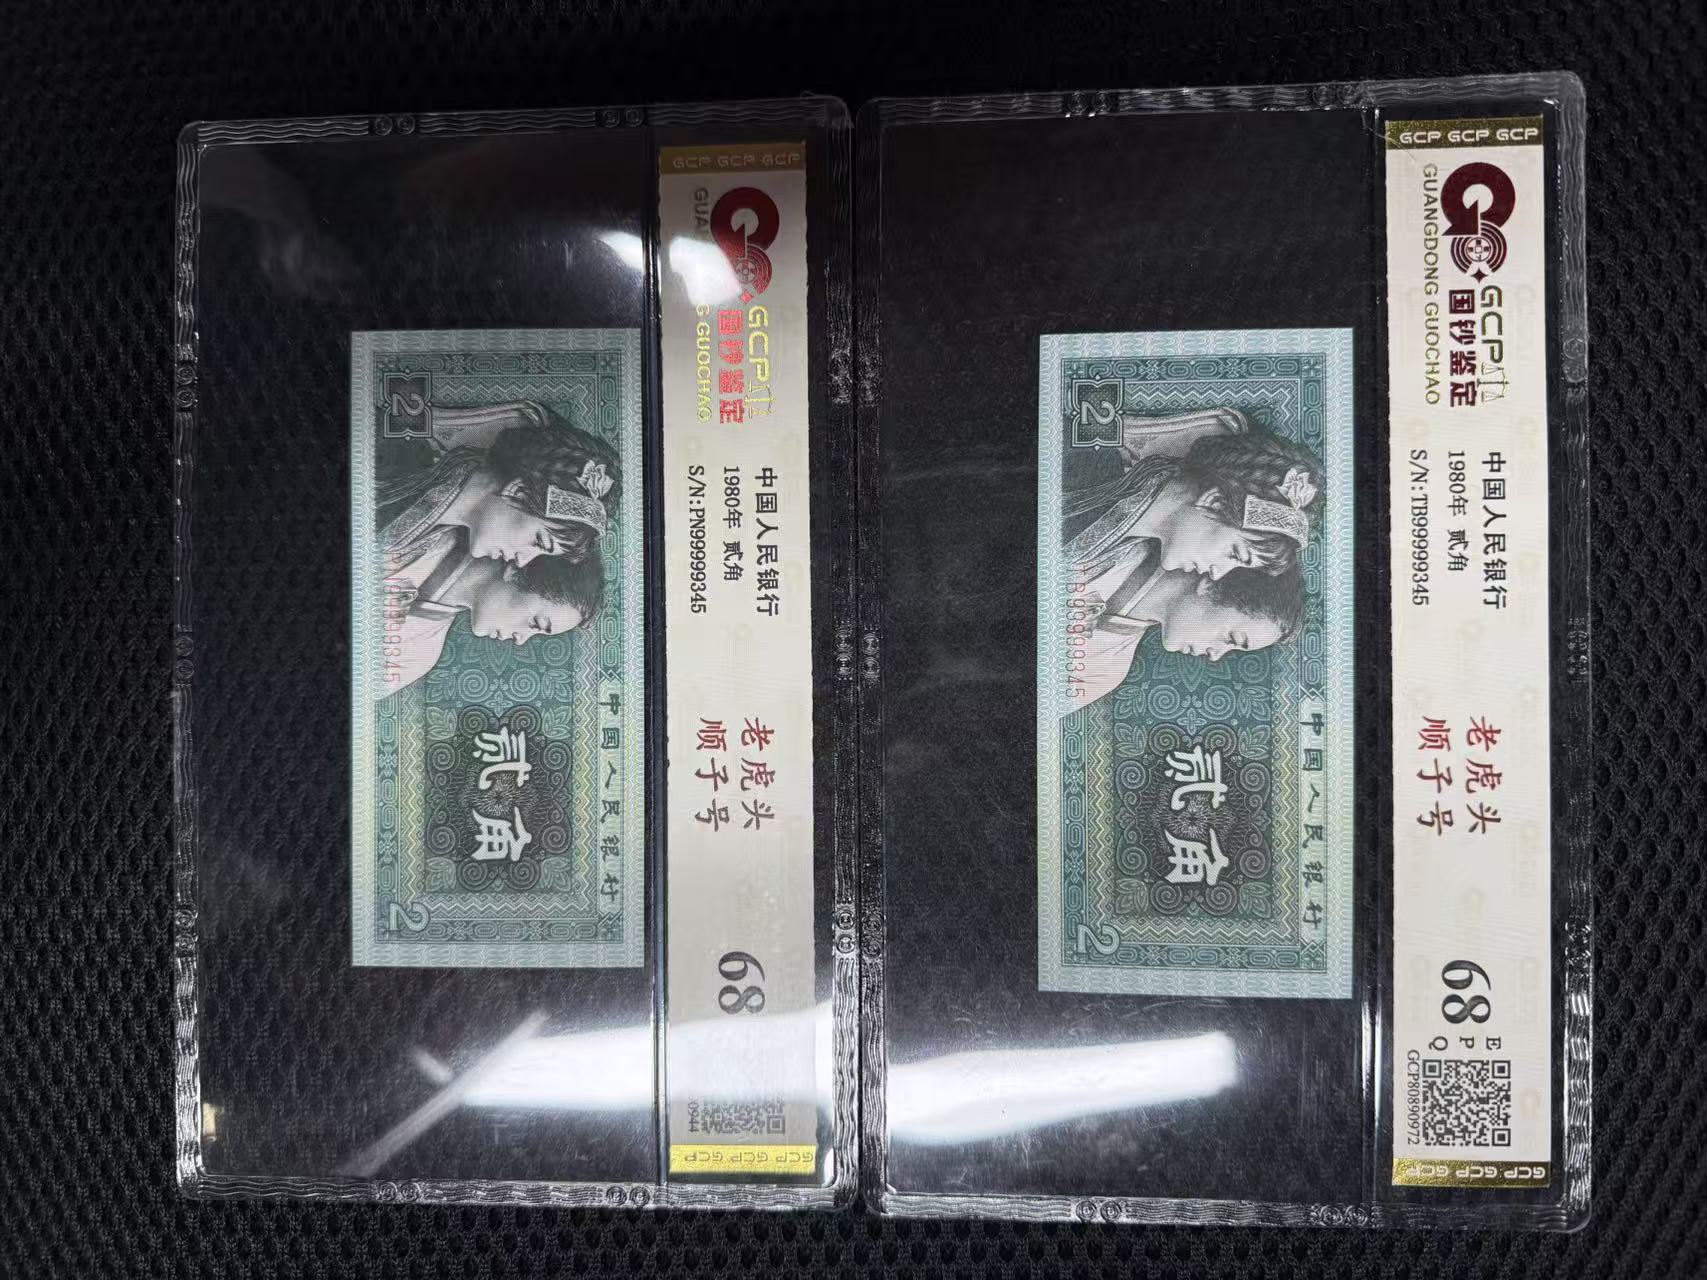 GCP GCP GCP
GCP
国钞鉴定
GUANGDONG GUOCHAO
中国人民银行
1980年 贰角
S/N:TB99999345
老虎头
顺子号
68
E
P
Q
GCP80890972
GCP GCP GCP
中国人民银行
贰角
2
2
TB99999345
GCP GCP GCP
GCP
国钞鉴定
GUOCHAO
中国人民银行
1980年 贰角
S/N:PN99999345
老虎头
顺子号
68
GCP GCP GCP
中国人民银行
贰角
2
2
PN99999345